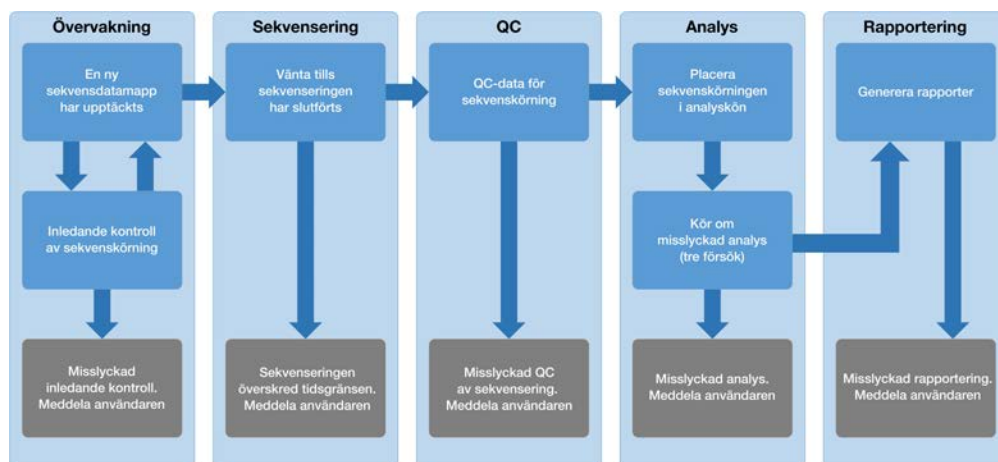 Övervakning
Sekvensering
QC
Analys
Rapportering
En ny
sekvensdatamapp
har upptäckts
Vänta tills
sekvenseringen
har slutförts
QC-data för
sekvenskörning
Placera
sekvenskörningen
i analyskön
Generera rapporter
Inledande kontroll
av sekvenskörning
Kör om
misslyckad analys
(tre försök)
Misslyckad
inledande kontroll.
Meddela användaren
Sekvenseringen
överskred tidsgränsen.
Meddela användaren
Misslyckad QC
av sekvensering.
Meddela användaren
Misslyckad analys.
Meddela användaren
Misslyckad rapportering.
Meddela användaren